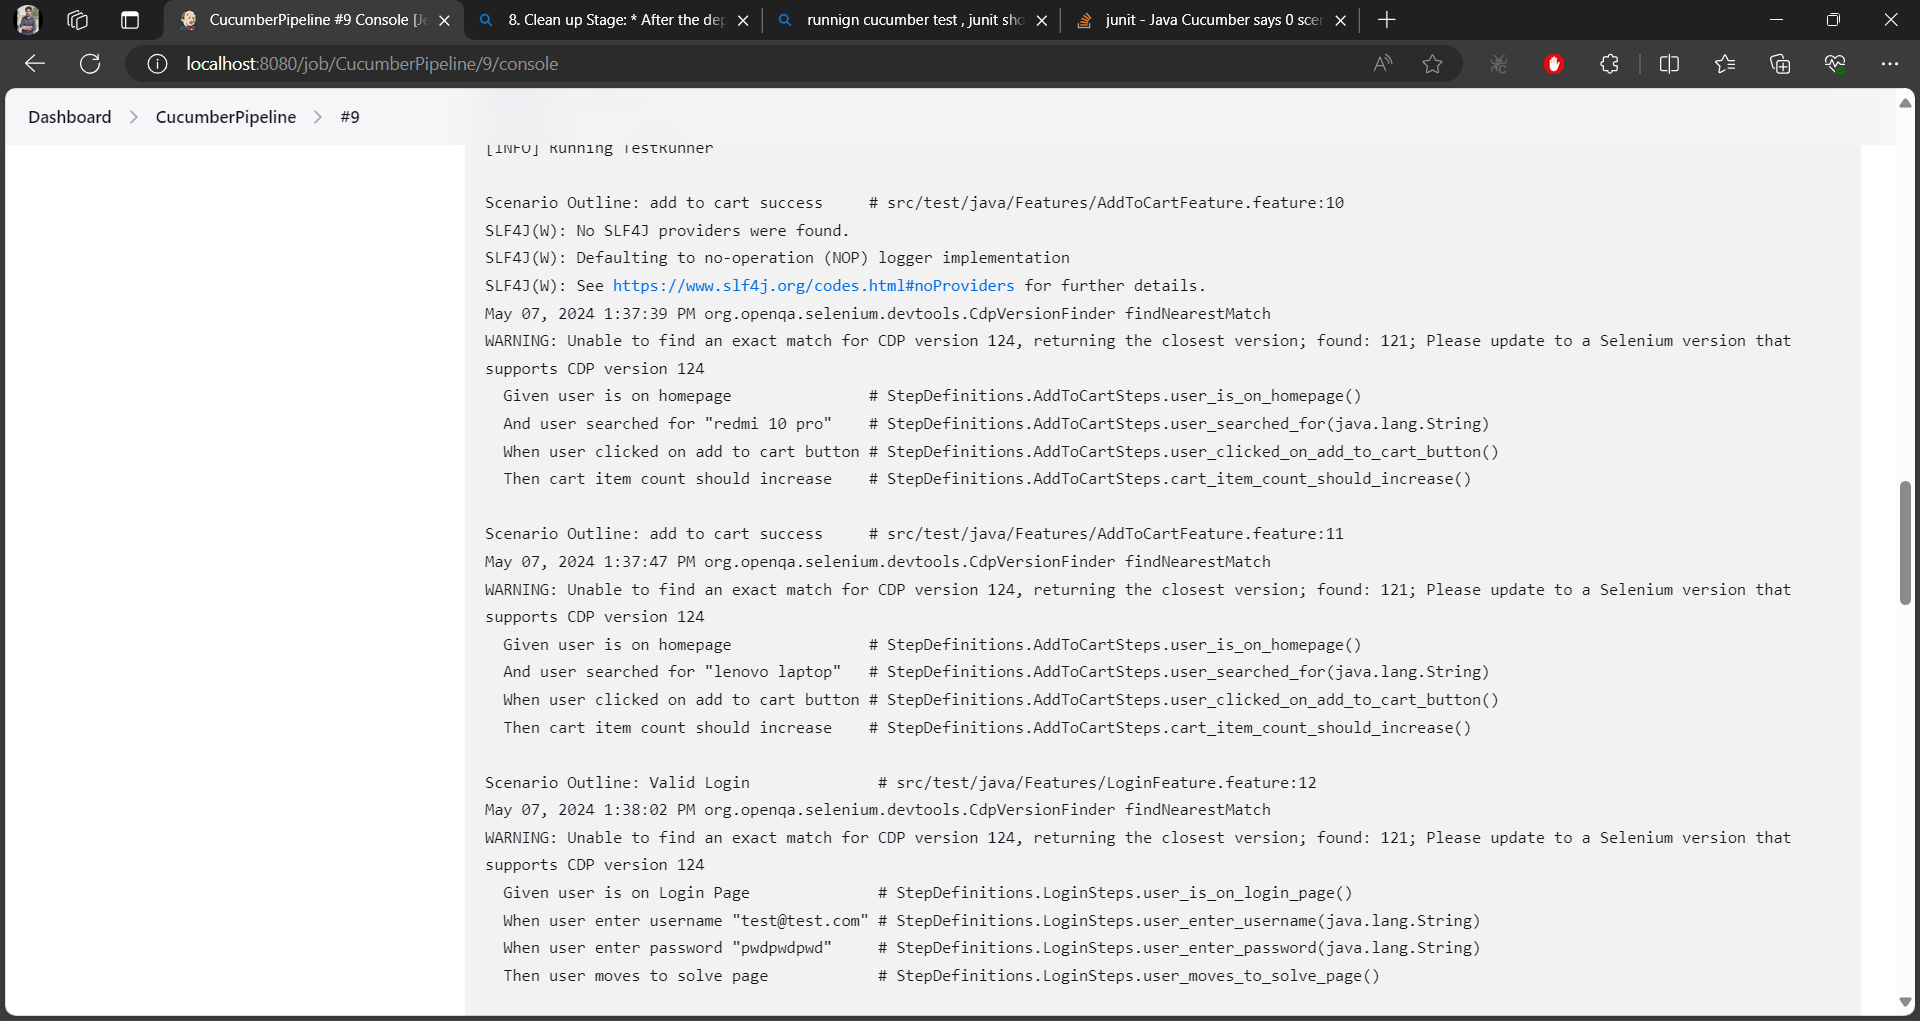 CucumberPipeline #9 Console [Je
8. Clean up Stage: * After the dep
runnign cucumber test , junit sho
junit - Java Cucumber says 0 scen
localhost:8080/job/CucumberPipeline/9/console
Dashboard > CucumberPipeline > #9
[INFO] Running TestRunner
Scenario Outline: add to cart success # src/test/java/Features/AddToCartFeature.feature:10
SLF4J(W): No SLF4J providers were found.
SLF4J(W): Defaulting to no-operation (NOP) logger implementation
SLF4J(W): See https://www.slf4j.org/codes.html#noProviders for further details.
May 07, 2024 1:37:39 PM org.openqa.selenium.devtools.CdpVersionFinder findNearestMatch
WARNING: Unable to find an exact match for CDP version 124, returning the closest version; found: 121; Please update to a Selenium version that
supports CDP version 124
Given user is on homepage # StepDefinitions.AddToCartSteps.user_is_on_homepage()
And user searched for "redmi 10 pro" # StepDefinitions.AddToCartSteps.user_searched_for(java.lang.String)
When user clicked on add to cart button # StepDefinitions.AddToCartSteps.user_clicked_on_add_to_cart_button()
Then cart item count should increase # StepDefinitions.AddToCartSteps.cart_item_count_should_increase()
Scenario Outline: add to cart success # src/test/java/Features/AddToCartFeature.feature:11
May 07, 2024 1:37:47 PM org.openqa.selenium.devtools.CdpVersionFinder findNearestMatch
WARNING: Unable to find an exact match for CDP version 124, returning the closest version; found: 121; Please update to a Selenium version that
supports CDP version 124
Given user is on homepage # StepDefinitions.AddToCartSteps.user_is_on_homepage()
And user searched for "lenovo laptop" # StepDefinitions.AddToCartSteps.user_searched_for(java.lang.String)
When user clicked on add to cart button # StepDefinitions.AddToCartSteps.user_clicked_on_add_to_cart_button()
Then cart item count should increase # StepDefinitions.AddToCartSteps.cart_item_count_should_increase()
Scenario Outline: Valid Login # src/test/java/Features/LoginFeature.feature:12
May 07, 2024 1:38:02 PM org.openqa.selenium.devtools.CdpVersionFinder findNearestMatch
WARNING: Unable to find an exact match for CDP version 124, returning the closest version; found: 121; Please update to a Selenium version that
supports CDP version 124
Given user is on Login Page # StepDefinitions.LoginSteps.user_is_on_login_page()
When user enter username "test@test.com" # StepDefinitions.LoginSteps.user_enter_username(java.lang.String)
When user enter password "pwdpwdpwd" # StepDefinitions.LoginSteps.user_enter_password(java.lang.String)
Then user moves to solve page # StepDefinitions.LoginSteps.user_moves_to_solve_page()